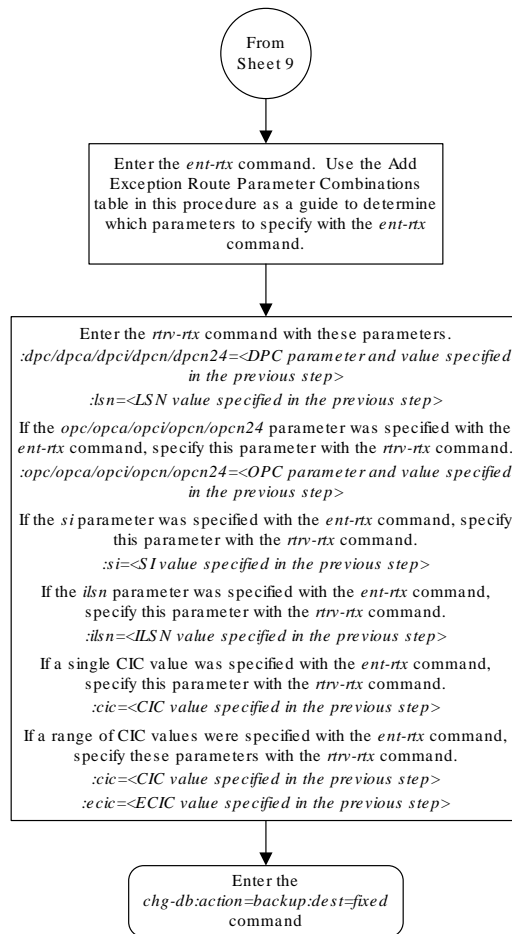 From
Sheet 9
Enter the ent-rtx command. Use the Add
Exception Route Parameter Combinations
table in this procedure as a guide to determine
which parameters to specify with the ent-rtx
command.
Enter the rtrv-rtx command with these parameters.
:dpc/dpca/dpci/dpcn/dpcn24=<DPC parameter and value specified
in the previous step>
:lsn=<LSN value specified in the previous step>
If the opc/opca/opci/opcn/opcn24 parameter was specified with the
ent-rtx command, specify this parameter with the rtrv-rtx command.
:opc/opca/opci/opcn/opcn24=<OPC parameter and value specified
in the previous step>
If the si parameter was specified with the ent-rtx command, specify
this parameter with the rtrv-rtx command.
:si=<SI value specified in the previous step>
If the ilsn parameter was specified with the ent-rtx command,
specify this parameter with the rtrv-rtx command.
:ilsn=<ILSN value specified in the previous step>
If a single CIC value was specified with the ent-rtx command,
specify this parameter with the rtrv-rtx command.
:cic=<CIC value specified in the previous step>
If a range of CIC values were specified with the ent-rtx command,
specify these parameters with the rtrv-rtx command.
:cic=<CIC value specified in the previous step>
:ecic=<ECIC value specified in the previous step>
Enter the
chg-db:action=backup:dest=fixed
command